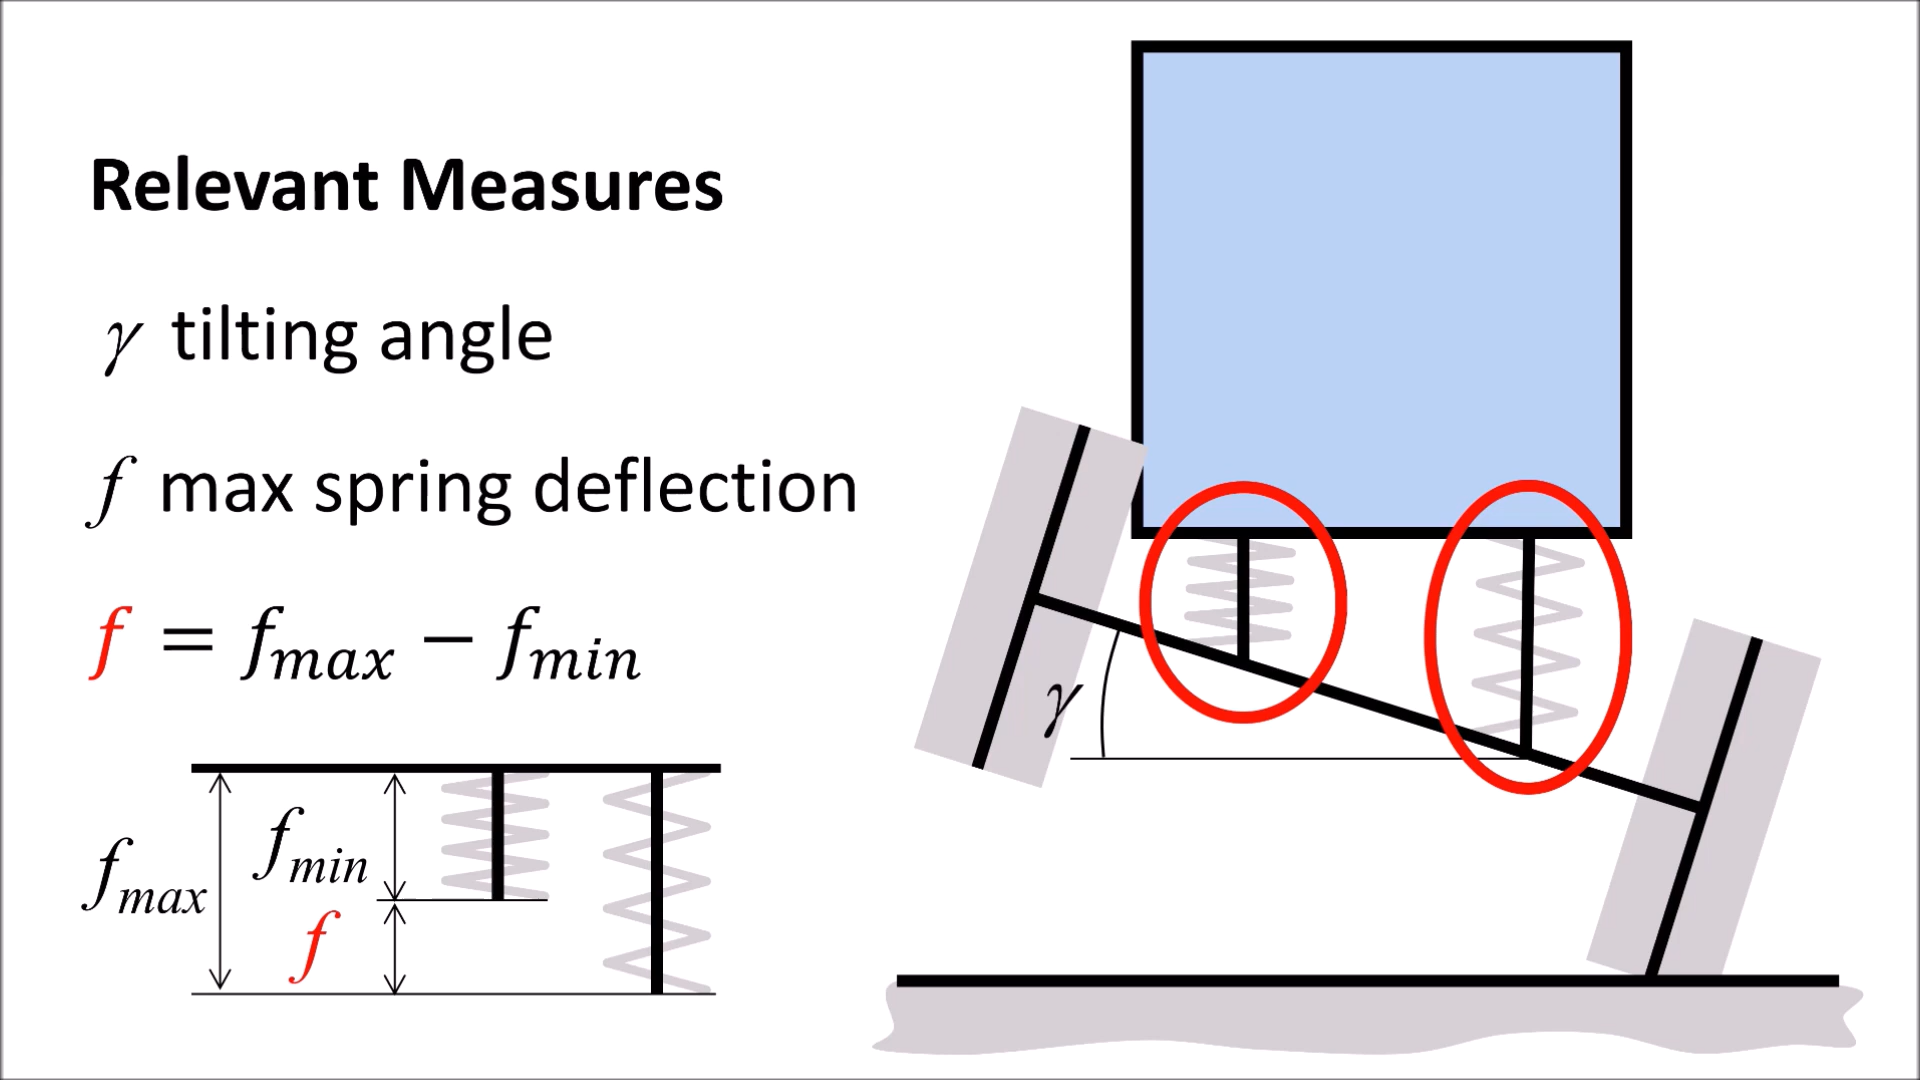 Relevant Measures
γ tilting angle
f max spring deflection
f = fmax − fmin
fmax
fmin
f
γ